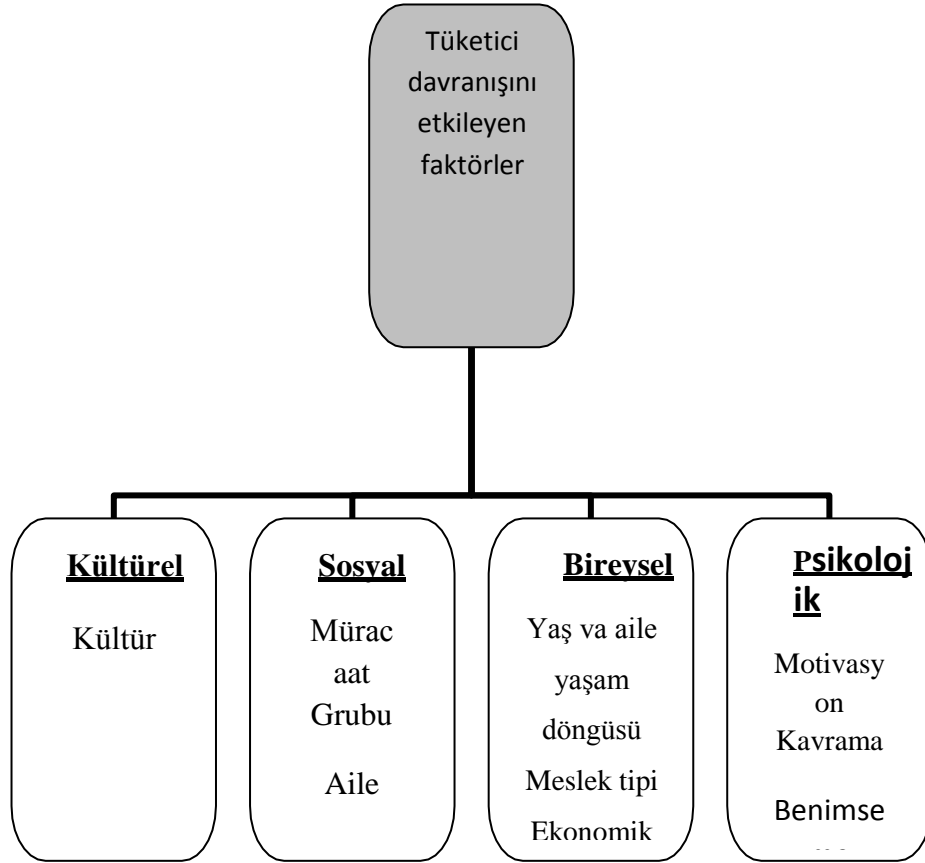 Tüketici
davranışını
etkileyen
faktörler
Kültürel
Kültür
Sosyal
Mürac
aat
Grubu
Aile
Bireysel
Yaş va aile
yaşam
döngüsü
Meslek tipi
Ekonomik
Psikoloj
ik
Motivasy
on
Kavrama
Benimse